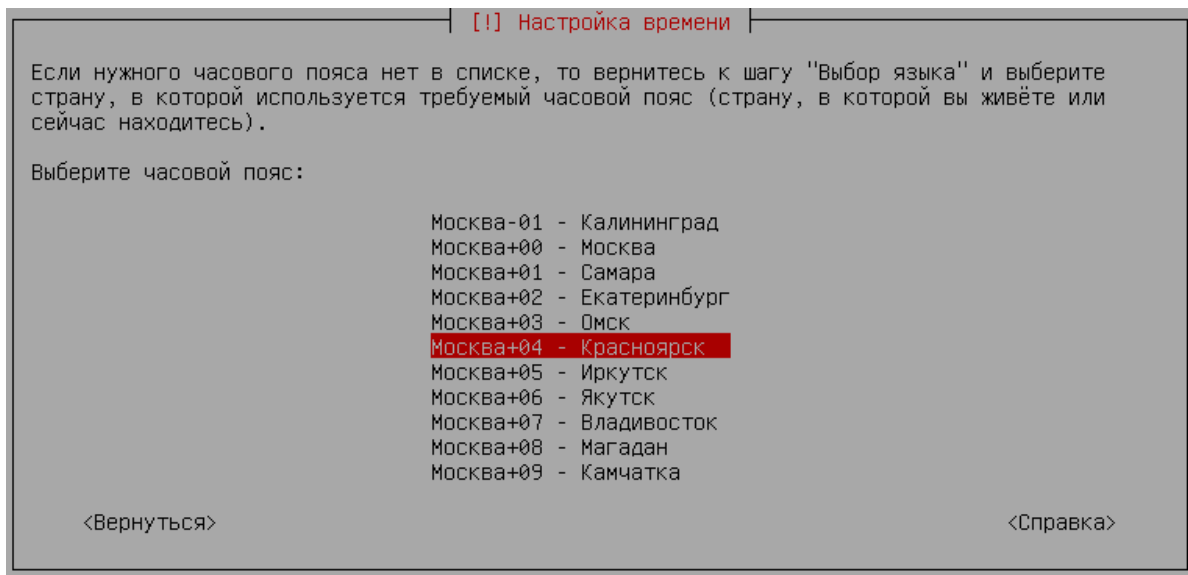 [!] Настройка времени
Если нужного часового пояса нет в списке, то вернитесь к шагу "Выбор языка" и выберите
страну, в которой используется требуемый часовой пояс (страну, в которой вы живёте или
сейчас находитесь).
Выберите часовой пояс:
Москва-01 - Калининград
Москва+00 - Москва
Москва+01 - Самара
Москва+02 - Екатеринбург
Москва+03 - Омск
Москва+04 - Красноярск
Москва+05 - Иркутск
Москва+06 - Якутск
Москва+07 - Владивосток
Москва+08 - Магадан
Москва+09 - Камчатка
<Вернуться> <Справка>